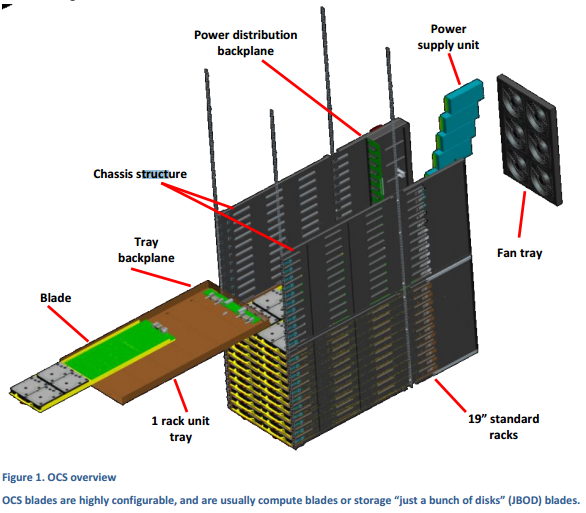 Power distribution
backplane
Power
supply unit
Chassis structure
Fan tray
Tray
backplane
Blade
1 rack unit
tray
19” standard
racks
Figure 1. OCS overview
OCS blades are highly configurable, and are usually compute blades or storage “just a bunch of disks” (JBOD) blades.